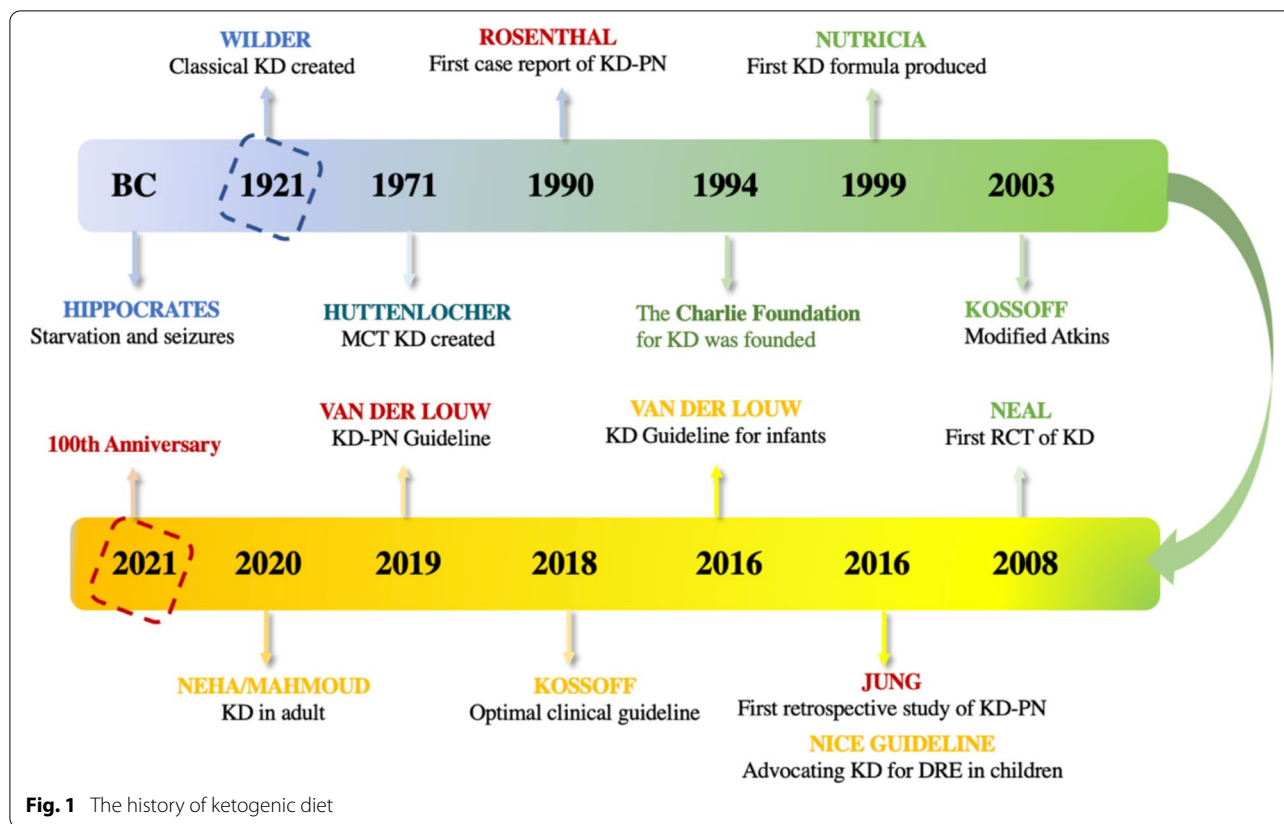 WILDER
Classical KD created
ROSENTHAL
First case report of KD-PN
NUTRICIA
First KD formula produced
BC 1921 1971 1990 1994 1999 2003
HIPPOCRATES
Starvation and seizures
HUTTENLOCHER
MCT KD created
The Charlie Foundation
for KD was founded
KOSSOFF
Modified Atkins
100th Anniversary
VAN DER LOUW
KD-PN Guideline
VAN DER LOUW
KD Guideline for infants
NEAL
First RCT of KD
2021 2020 2019 2018 2016 2016 2008
NEHA/MAHMOUD
KD in adult
KOSSOFF
Optimal clinical guideline
JUNG
First retrospective study of KD-PN
NICE GUIDELINE
Advocating KD for DRE in children
Fig. 1 The history of ketogenic diet